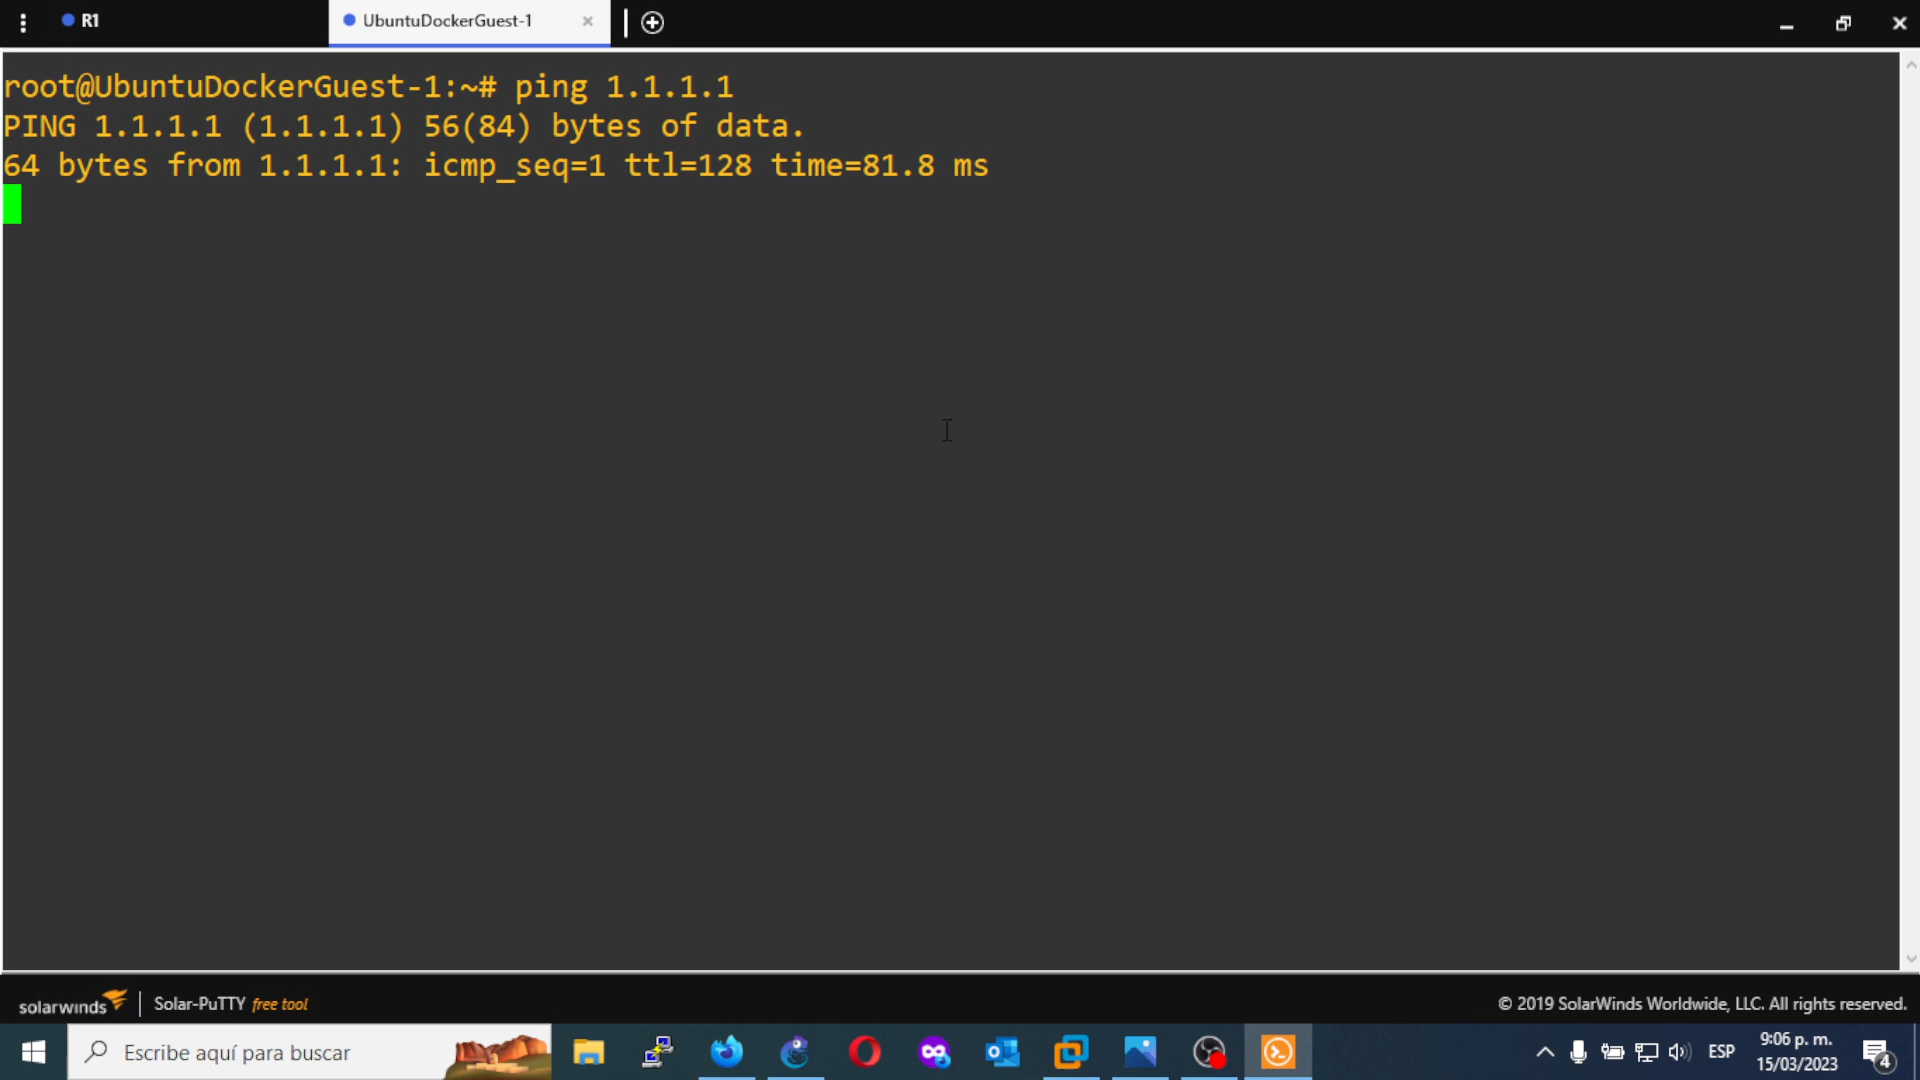 R1
UbuntuDockerGuest-1
root@UbuntuDockerGuest-1:~# ping 1.1.1.1
PING 1.1.1.1 (1.1.1.1) 56(84) bytes of data.
64 bytes from 1.1.1.1: icmp_seq=1 ttl=128 time=81.8 ms
solarwinds Solar-PuTTY free tool
© 2019 SolarWinds Worldwide, LLC. All rights reserved.
Escribe aquí para buscar
ESP
9:06 p. m.
15/03/2023
4